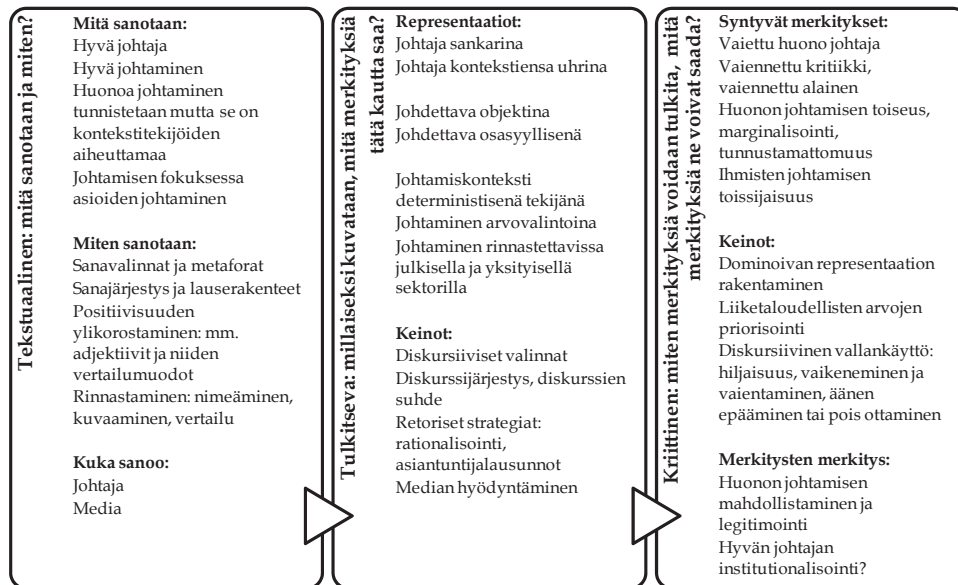 Tekstuaalinen: mitä sanotaan ja miten?
Mitä sanotaan:
Hyvä johtaja
Hyvä johtaminen
Huonoa johtaminen
tunnistetaan mutta se on
kontekstitekijöiden
aiheuttamaa
Johtamisen fokuksessa
asioiden johtaminen
Miten sanotaan:
Sanavalinnat ja metaforat
Sanajärjestys ja lauserakenteet
Positiivisuuden
ylikorostaminen: mm.
adjektiivit ja niiden
vertailumuodot
Rinnastaminen: nimeäminen,
kuvaaminen, vertailu
Kuka sanoo:
Johtaja
Media
Tulkitseva: millaiseksi kuvataan, mitä merkityksiä
tätä kautta saa?
Representaatiot:
Johtaja sankarina
Johtaja kontekstiensa uhrina
Johdettava objektina
Johdettava osasyyllisenä
Johtamiskonteksti
deterministisenä tekijänä
Johtaminen arvovalintoina
Johtaminen rinnastettavissa
julkisella ja yksityisellä
sektorilla
Keinot:
Diskursiiviset valinnat
Diskurssijärjestys, diskurssien
suhde
Retoriset strategiat:
rationalisointi,
asiantuntijalausunnot
Median hyödyntäminen
Kriittinen: miten merkityksiä voidaan tulkita, mitä
merkityksiä ne voivat saada?
Syntyvät merkitykset:
Vaiettu huono johtaja
Vaiennettu kritiikki,
vaiennettu alainen
Huonon johtamisen toiseus,
marginalisointi,
tunnustamattomuus
Ihmisten johtamisen
toissijaisuus
Keinot:
Dominoivan representaation
rakentaminen
Liiketaloudellisten arvojen
priorisointi
Diskursiivinen vallankäyttö:
hiljaisuus, vaikeneminen ja
vaientaminen, äänen
epääminen tai pois ottaminen
Merkitysten merkitys:
Huonon johtamisen
mahdollistaminen ja
legitimointi
Hyvän johtajan
institutionalisointi?